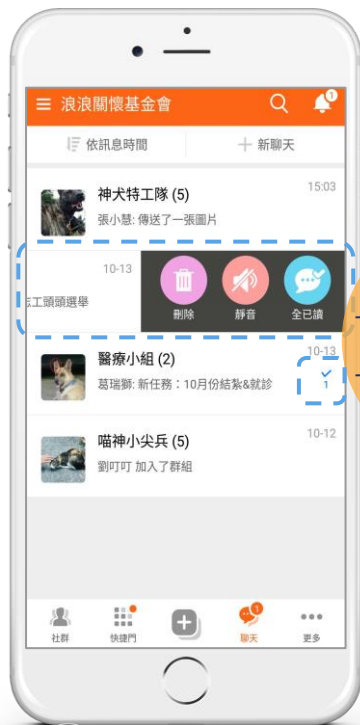 浪浪關懷基金會
1
依訊息時間
新聊天
神犬特工隊 (5)
15:03
張小慧: 傳送了一張圖片
10-13
志工頭頭選舉
刪除
靜音
全已讀
醫療小組 (2)
10-13
葛瑞獅: 新任務：10月份結紮&就診
1
喵神小尖兵 (5)
10-12
劉叮叮 加入了群組
社群
快捷門
1
聊天
更多